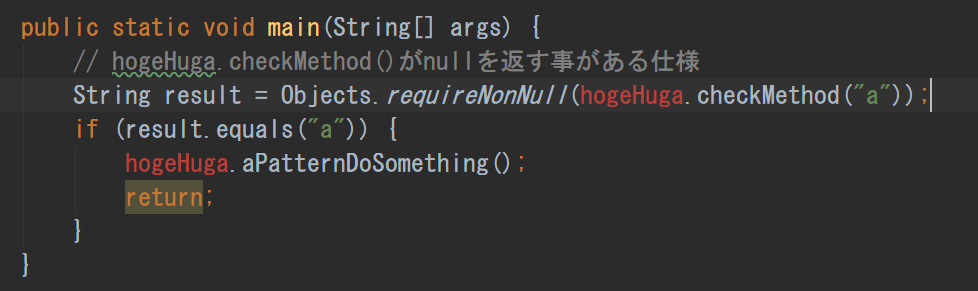 public static void main(String[] args) {
// hogeHuga.checkMethod()がnullを返す事がある仕様
String result = Objects.requireNonNull(hogeHuga.checkMethod("a"));
if (result.equals("a")) {
hogeHuga.aPatternDoSomething();
return;
}
}